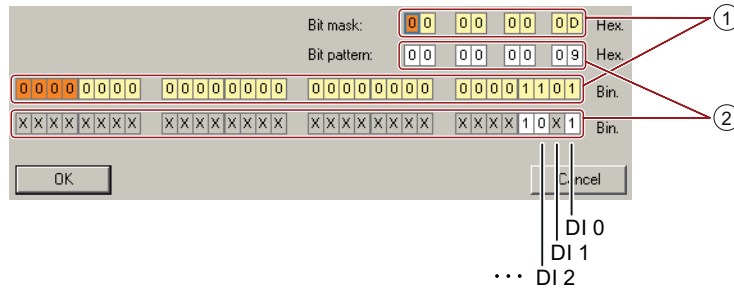 Bit mask: 0 0 0 0 0 0 0 D Hex. 1
Bit pattern: 0 0 0 0 0 0 0 9 Hex.
0 0 0 0 0 0 0 0 0 0 0 0 0 0 0 0 0 0 0 0 0 0 0 0 0 0 0 0 1 1 0 1 Bin.
X X X X X X X X X X X X X X X X X X X X X X X X X X X X 1 0 X 1 Bin. 2
OK Cancel
DI 0
DI 1
... DI 2